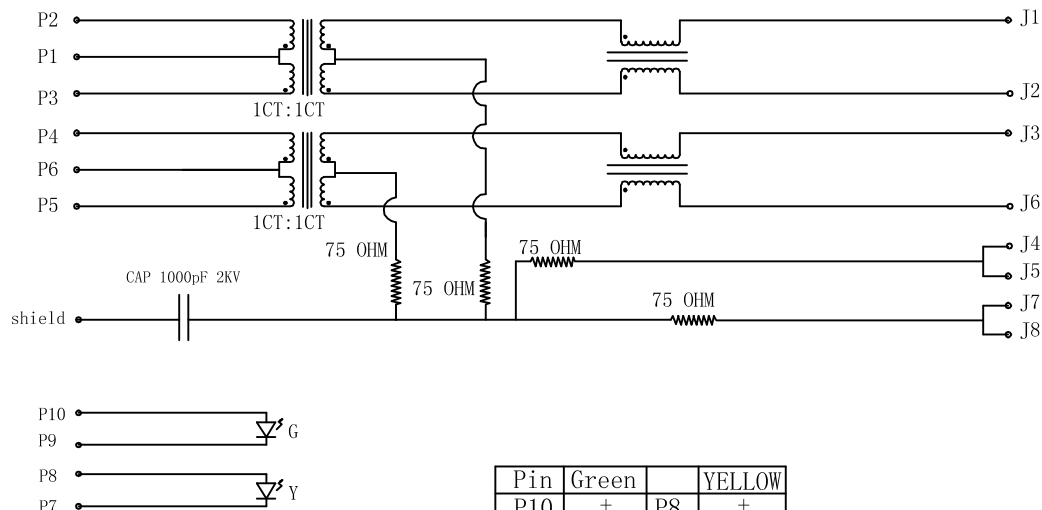 P2 J1
P1
P3 J2
1CT:1CT
P4 J3
P6
P5 J6
1CT:1CT
75 OHM 75 OHM J4
J5
CAP 1000pF 2KV 75 OHM 75 OHM J7
shield J8
P10
G
P9
P8
Y
P7
Pin Green YELLOW
P10 + P8 +